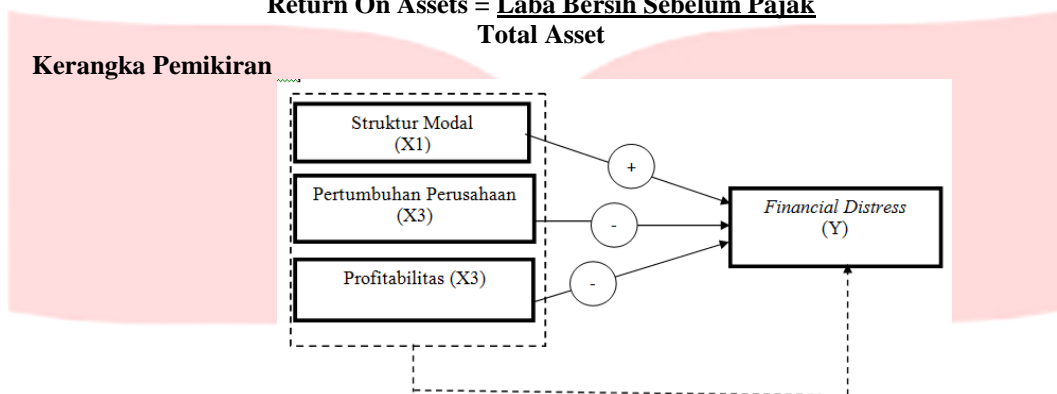 Return On Assets = Laba Bersih Sebelum Pajak
Total Asset
Kerangka Pemikiran
Struktur Modal
(X1)
+
Pertumbuhan Perusahaan
(X3)
-
Financial Distress
(Y)
Profitabilitas (X3)
-